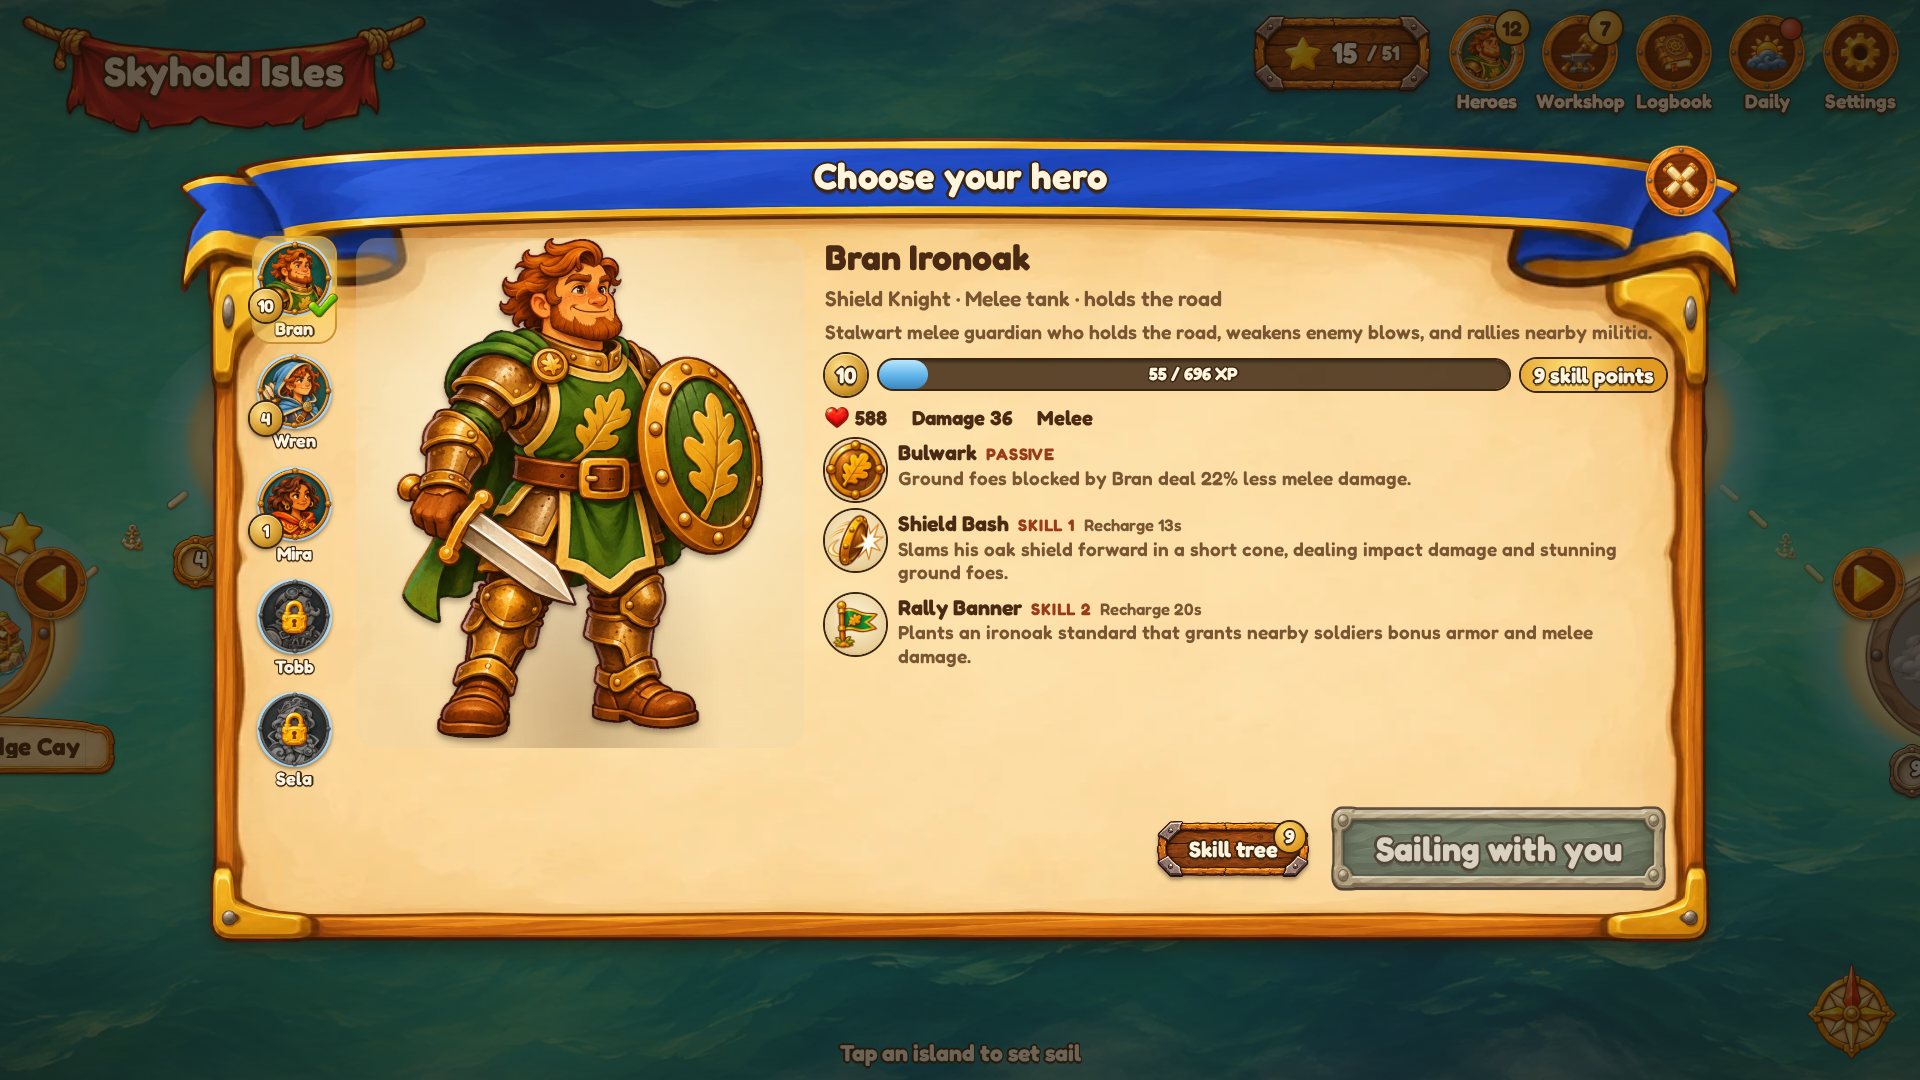 Skyhold Isles
15 / 51
12
7
Heroes
Workshop
Logbook
Daily
Settings
Choose your hero
10
Bran
4
Wren
1
Mira
Tobb
Sela
Bran Ironoak
Shield Knight · Melee tank · holds the road
Stalwart melee guardian who holds the road, weakens enemy blows, and rallies nearby militia.
10
55 / 696 XP
9 skill points
588 Damage 36 Melee
Bulwark PASSIVE
Ground foes blocked by Bran deal 22% less melee damage.
Shield Bash SKILL 1 Recharge 13s
Slams his oak shield forward in a short cone, dealing impact damage and stunning
ground foes.
Rally Banner SKILL 2 Recharge 20s
Plants an ironoak standard that grants nearby soldiers bonus armor and melee
damage.
Skill tree
9
Sailing with you
4
Cay
9
Tap an island to set sail